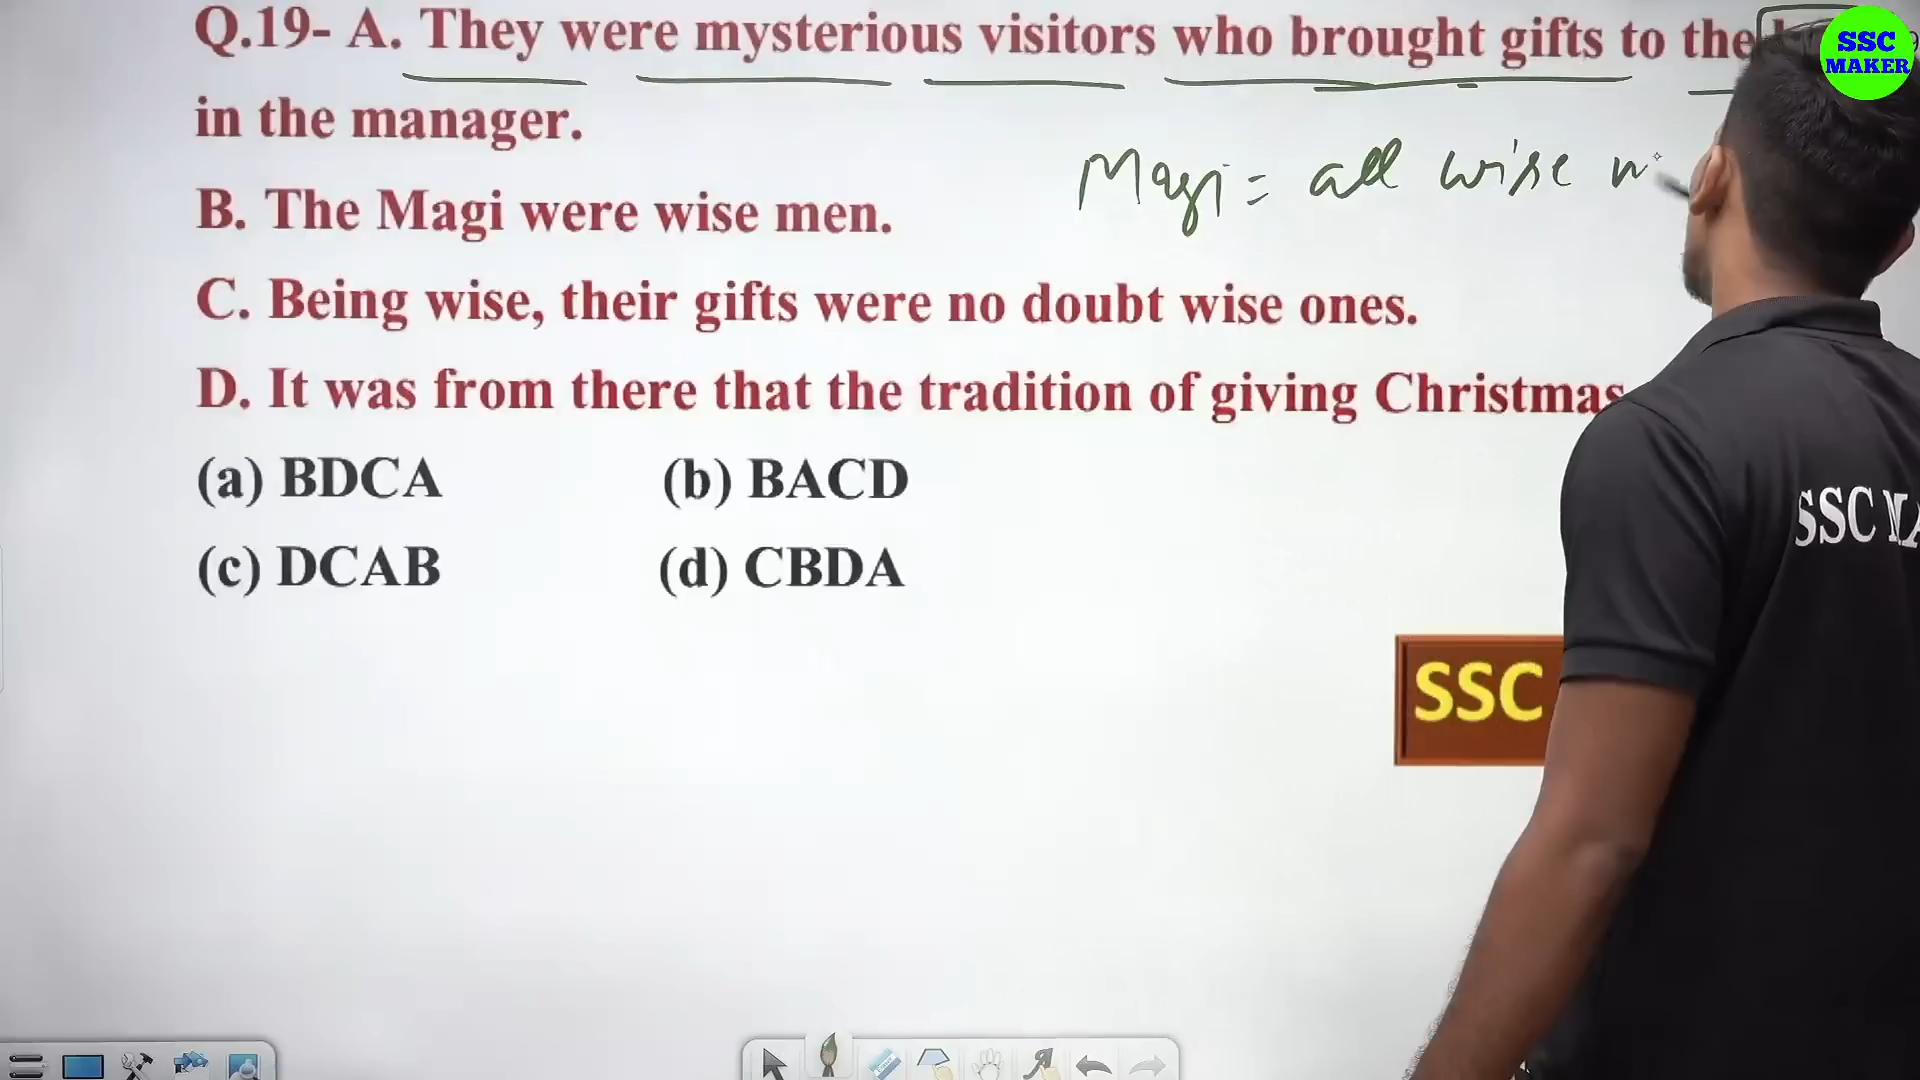 Q.19- A. They were mysterious visitors who brought gifts to the
SSC
MAKER
in the manager.
Magi = all wise
B. The Magi were wise men.
C. Being wise, their gifts were no doubt wise ones.
D. It was from there that the tradition of giving Christmas
(a) BDCA (b) BACD
SSC
(c) DCAB (d) CBDA
SSC